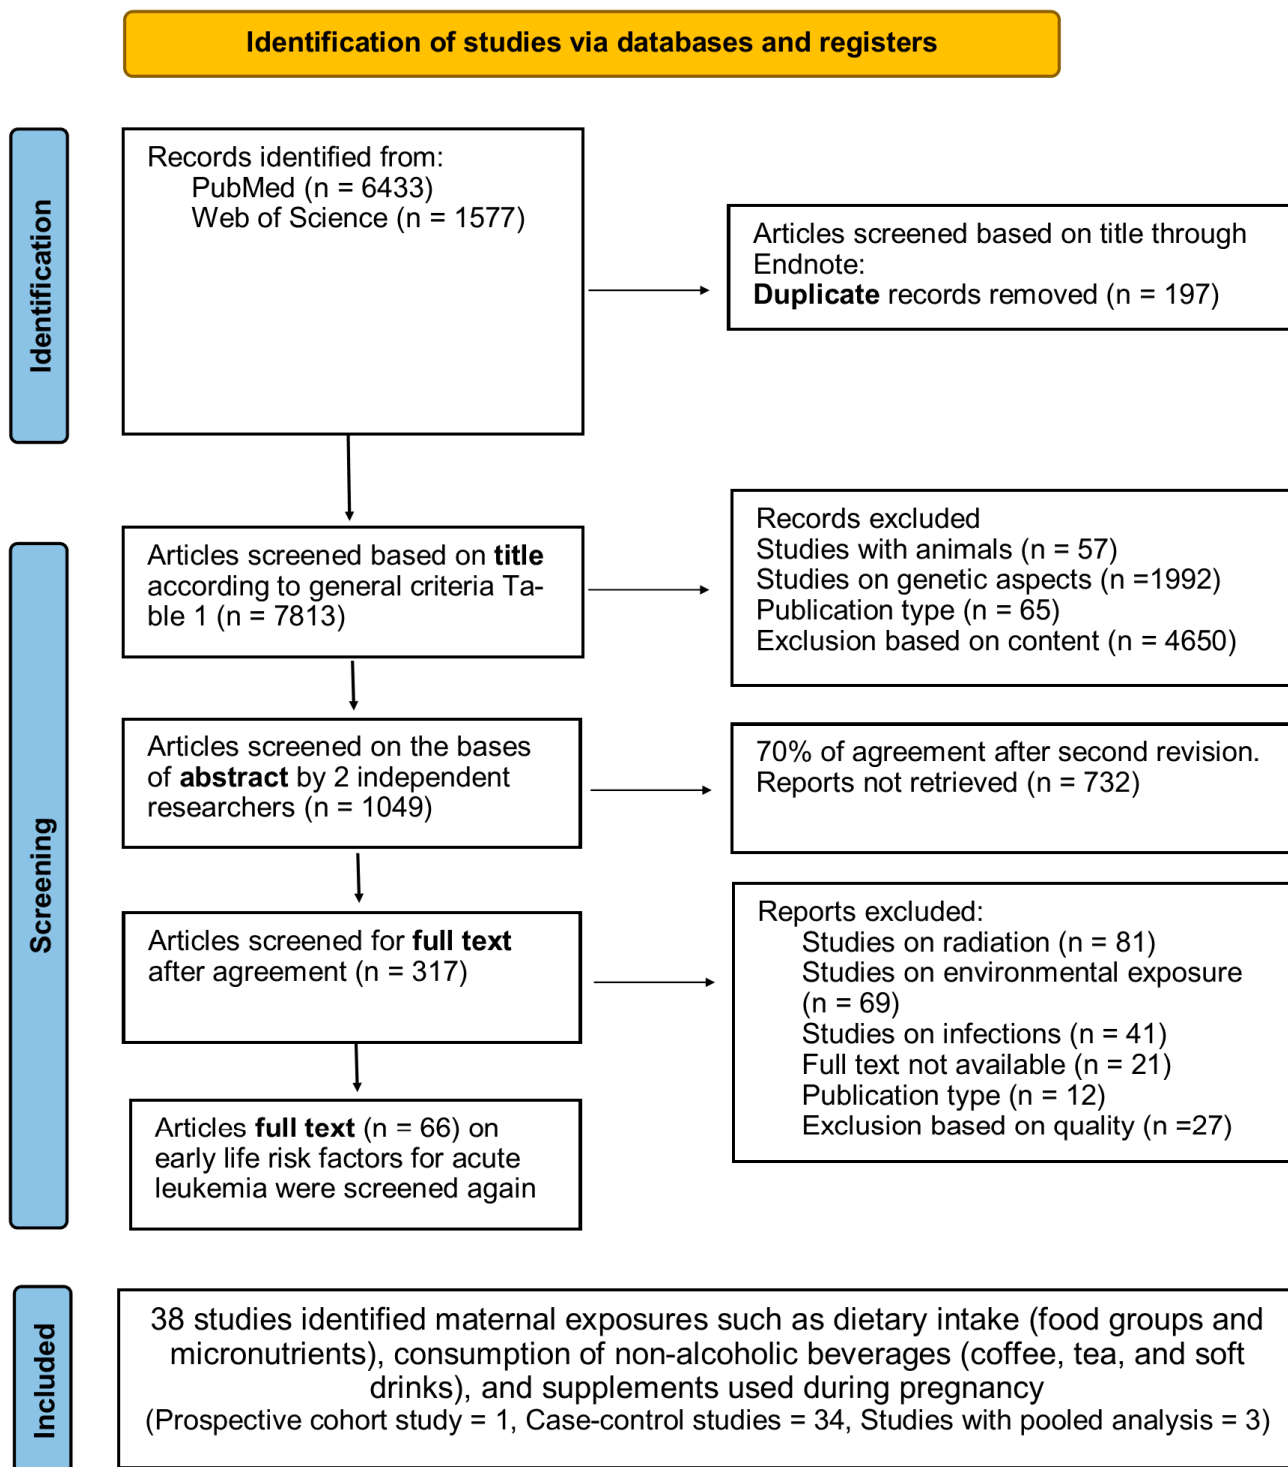 Identification of studies via databases and registers
Identification
Records identified from:
PubMed (n = 6433)
Web of Science (n = 1577)
Articles screened based on title through
Endnote:
Duplicate records removed (n = 197)
Screening
Articles screened based on title
according to general criteria Ta-
ble 1 (n = 7813)
Records excluded
Studies with animals (n = 57)
Studies on genetic aspects (n =1992)
Publication type (n = 65)
Exclusion based on content (n = 4650)
Articles screened on the bases
of abstract by 2 independent
researchers (n = 1049)
70% of agreement after second revision.
Reports not retrieved (n = 732)
Articles screened for full text
after agreement (n = 317)
Reports excluded:
Studies on radiation (n = 81)
Studies on environmental exposure
(n = 69)
Studies on infections (n = 41)
Full text not available (n = 21)
Publication type (n = 12)
Exclusion based on quality (n =27)
Articles full text (n = 66) on
early life risk factors for acute
leukemia were screened again
Included
38 studies identified maternal exposures such as dietary intake (food groups and
micronutrients), consumption of non-alcoholic beverages (coffee, tea, and soft
drinks), and supplements used during pregnancy
(Prospective cohort study = 1, Case-control studies = 34, Studies with pooled analysis = 3)